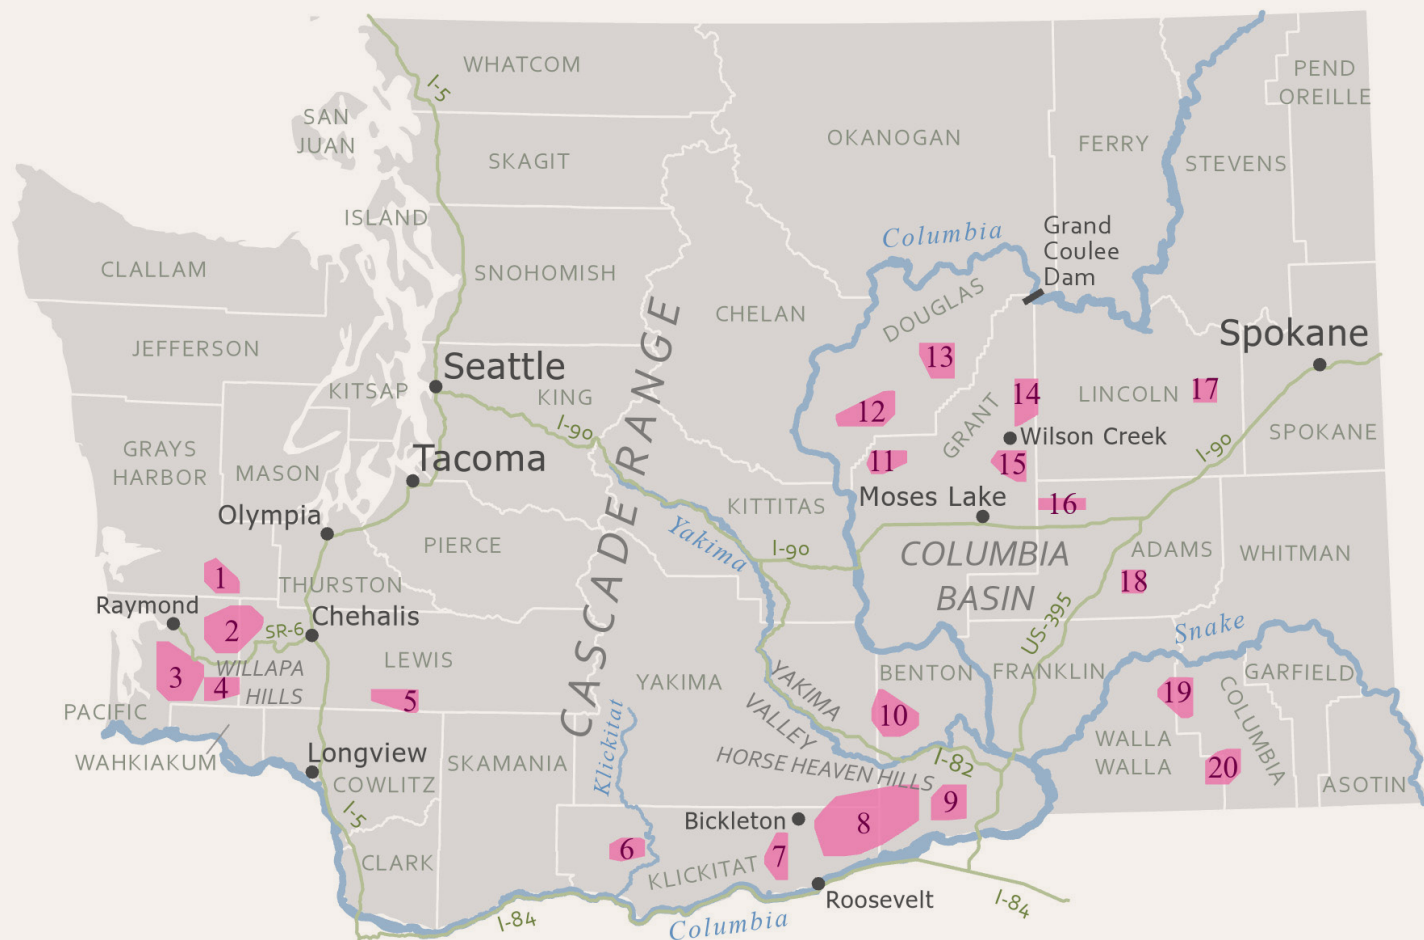 WHATCOM
I-5
PEND
OREILLE
SAN
JUAN
SKAGIT
OKANOGAN
FERRY
STEVENS
ISLAND
Columbia
Grand
Coulee
Dam
CLALLAM
SNOHOMISH
CHELAN
DOUGLAS
JEFFERSON
Spokane
13
Seattle
KITSAP
KING
CASCADE RANGE
I-90
12
14
LINCOLN
17
GRANT
Wilson Creek
I-90
SPOKANE
GRAYS
HARBOR
MASON
Tacoma
11
15
Olympia
KITTITAS
Moses Lake
16
Yakima
I-90
PIERCE
COLUMBIA
BASIN
ADAMS
WHITMAN
1
THURSTON
18
Raymond
Chehalis
2
SR-6
US-395
Snake
WILLAPA
HILLS
3
4
LEWIS
5
YAKIMA
YAKIMA
VALLEY
BENTON
FRANKLIN
GARFIELD
19
COLUMBIA
10
PACIFIC
WAHKIAKUM
Longview
COWLITZ
I-5
SKAMANIA
Klickitat
HORSE HEAVEN HILLS
I-82
WALLA
WALLA
20
ASOTIN
9
8
Bickleton
6
7
CLARK
KLICKITAT
Roosevelt
I-84
Columbia
I-84